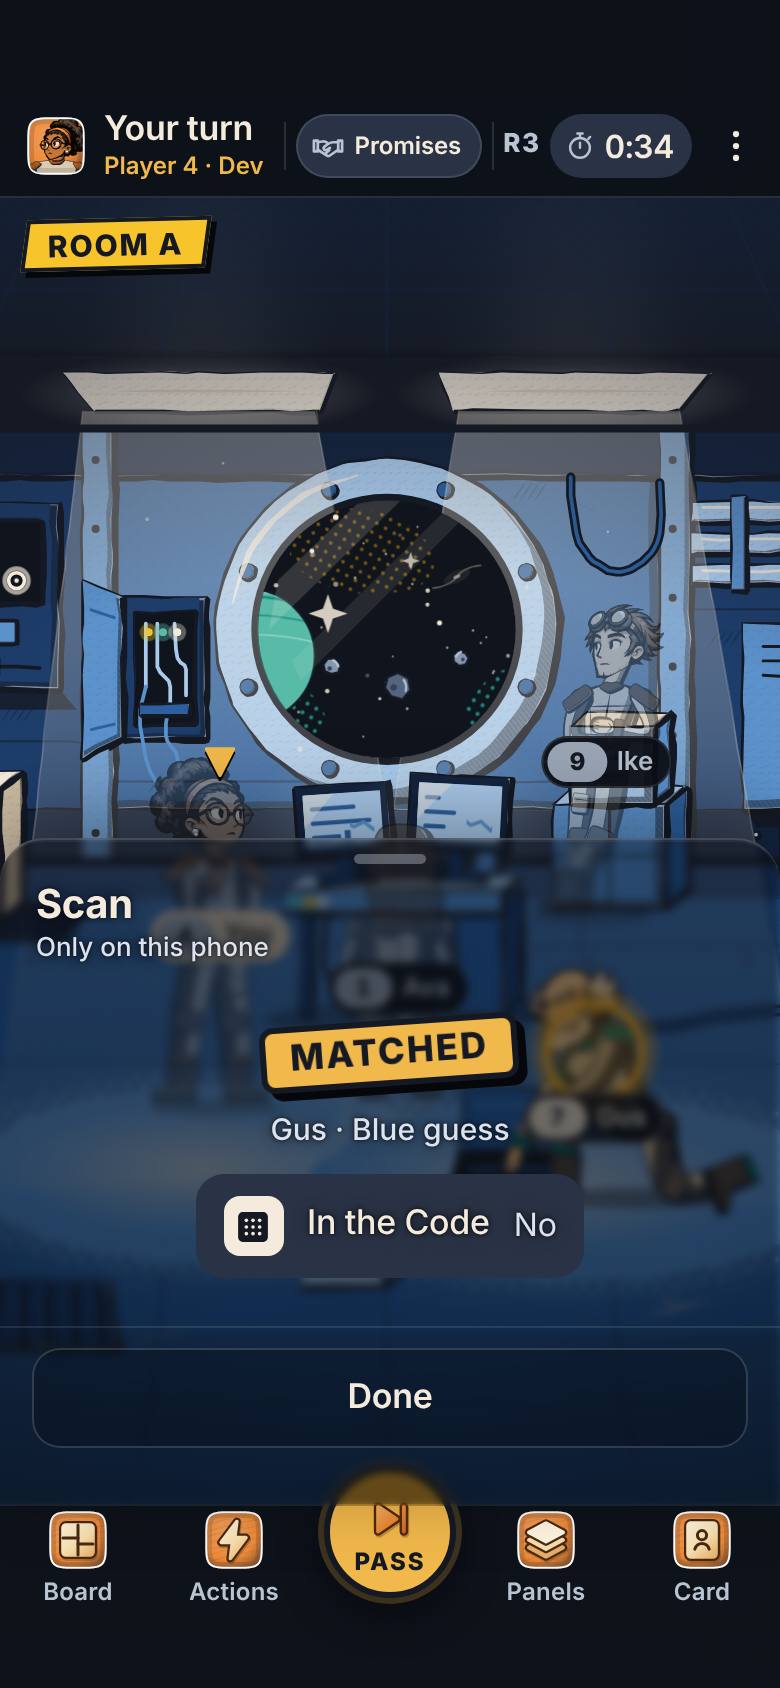 Your turn
Player 4 · Dev
Promises
R3
0:34
ROOM A
9 Ike
Scan
Only on this phone
MATCHED
Gus · Blue guess
In the Code No
Done
PASS
Board
Actions
Panels
Card